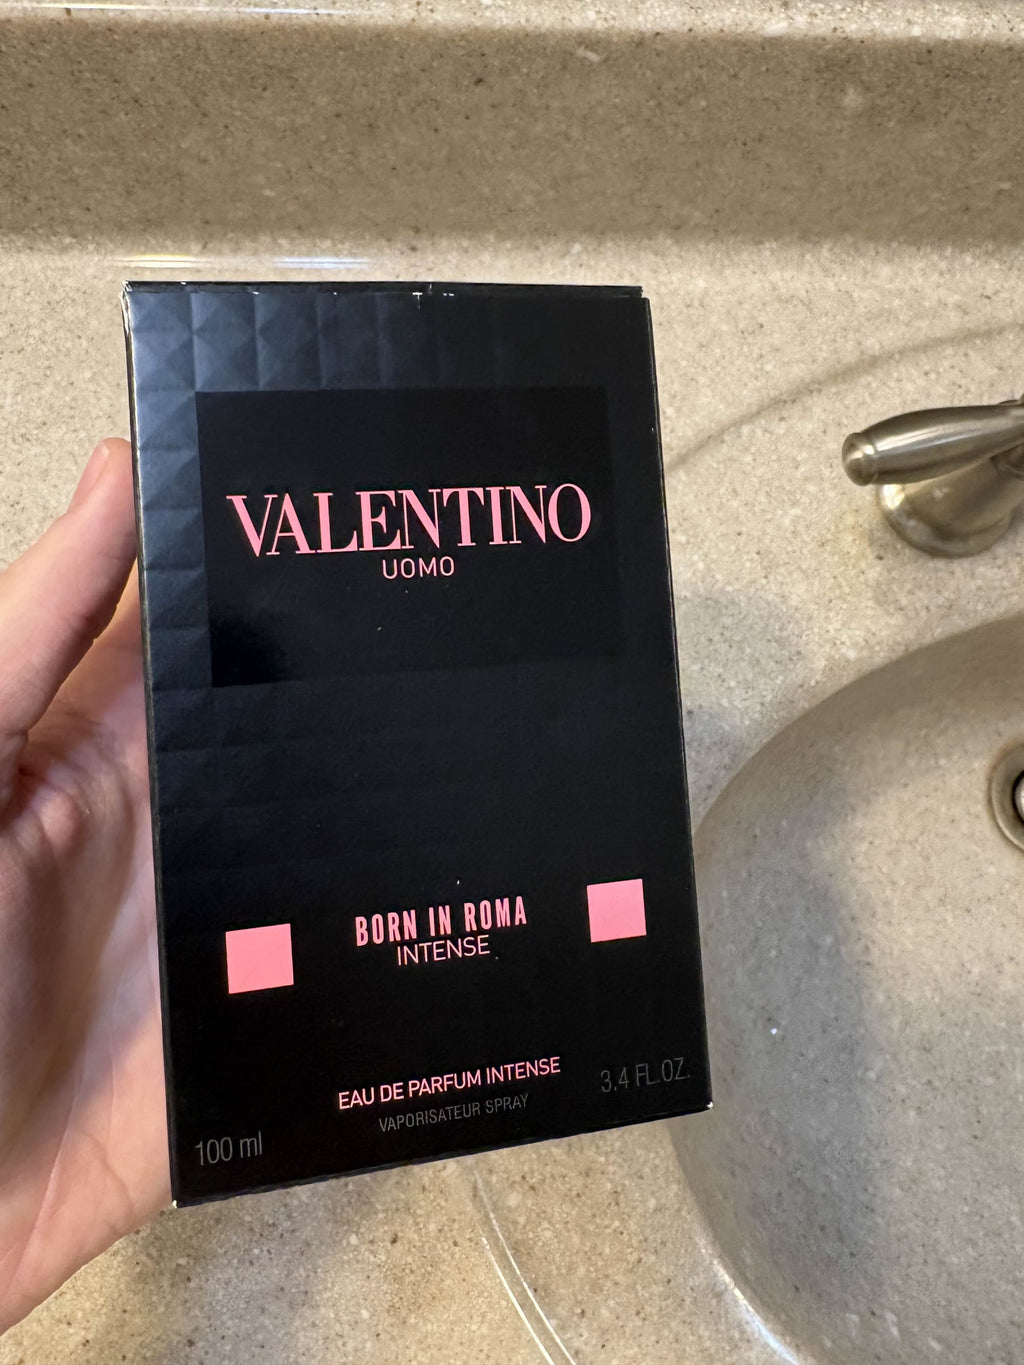 VALENTINO
UOMO
BORN IN ROMA
INTENSE
EAU DE PARFUM INTENSE
VAPORISATEUR SPRAY
100 ml
3.4 FL.OZ.